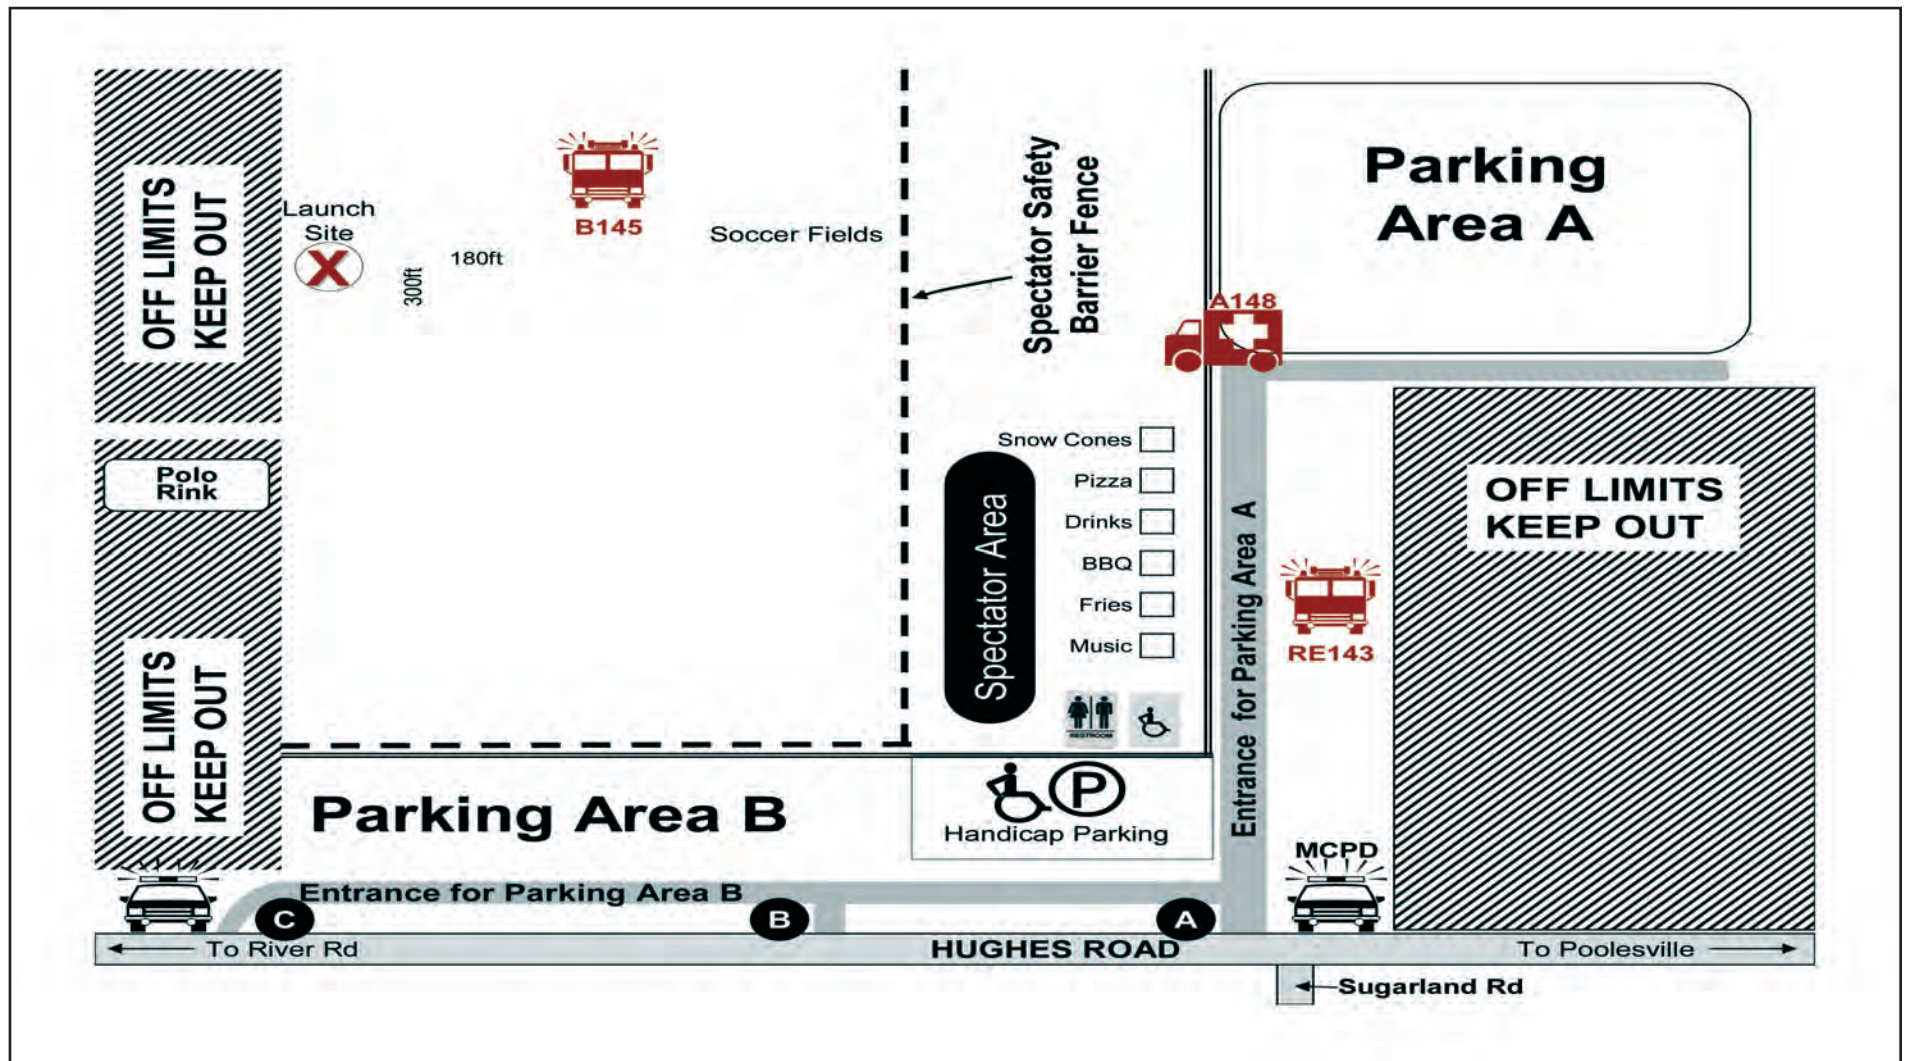 OFF LIMITS
KEEP OUT
Launch
Site
X
300ft
180ft
B145
Soccer Fields
Spectator Safety
Barrier Fence
Parking
Area A
A148
Polo
Rink
Snow Cones
Pizza
Drinks
BBQ
Fries
Music
Spectator Area
RESTROOM
Entrance for Parking Area A
RE143
OFF LIMITS
KEEP OUT
OFF LIMITS
KEEP OUT
Parking Area B
P
Handicap Parking
MCPD
Entrance for Parking Area B
C
B
A
To River Rd
HUGHES ROAD
To Poolesville
Sugarland Rd